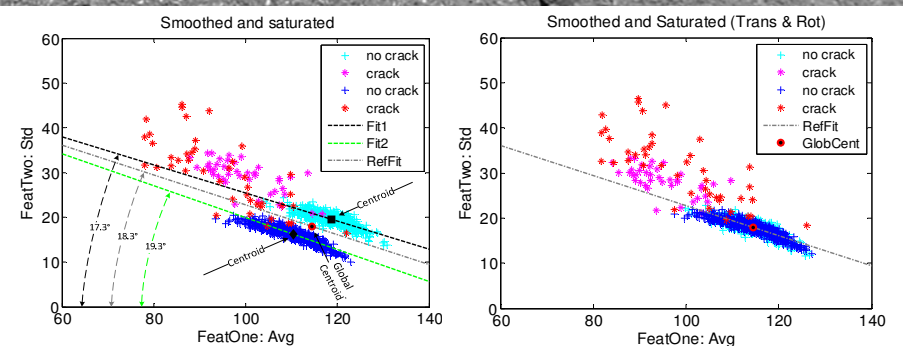 Smoothed and saturated
60
50
40
30
20
10
0
FeatTwo: Std
60
80
100
120
140
FeatOne: Avg
no crack
crack
no crack
crack
Fit1
Fit2
RefFit
17.3"
18.3"
19.3"
Centroid
Centroid
Global
Centroid
Smoothed and Saturated (Trans & Rot)
60
50
40
30
20
10
0
FeatTwo: Std
60
80
100
120
140
FeatOne: Avg
no crack
crack
no crack
crack
RefFit
GlobCent